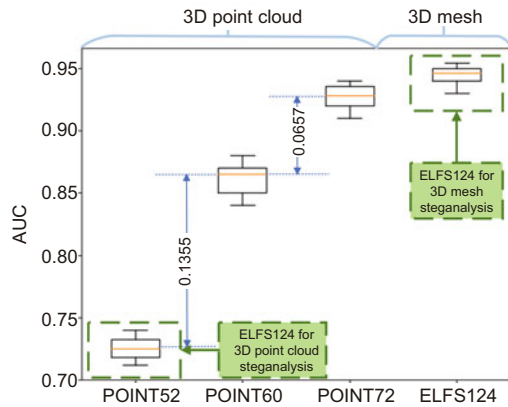 3D point cloud
3D mesh
0.95
0.90
0.85
0.80
0.75
0.70
AUC
0.1355
0.0657
ELFS124 for
3D mesh
steganalysis
ELFS124 for
3D point cloud
steganalysis
POINT52
POINT60
POINT72
ELFS124